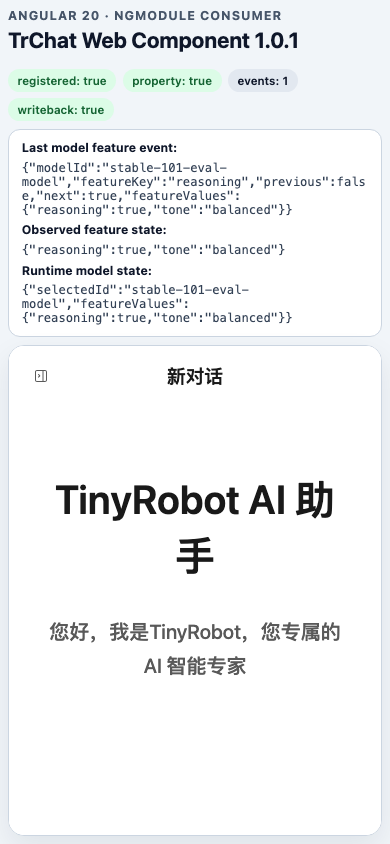 ANGULAR 20 · NGMODULE CONSUMER
TrChat Web Component 1.0.1
registered: true property: true events: 1
writeback: true
Last model feature event:
{"modelId":"stable-101-eval-
model","featureKey":"reasoning","previous":fals
e,"next":true,"featureValues":
{"reasoning":true,"tone":"balanced"}}
Observed feature state:
{"reasoning":true,"tone":"balanced"}
Runtime model state:
{"selectedId":"stable-101-eval-
model","featureValues":
{"reasoning":true,"tone":"balanced"}}
新对话
TinyRobot AI 助
手
您好，我是TinyRobot，您专属的
AI 智能专家